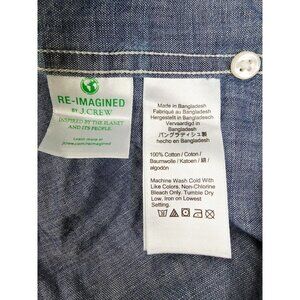 RE-IMAGINED
BY J.CREW
INSPIRED BY THE PLANET
AND ITS PEOPLE.
Learn more at
jcrew.com/reimagined
Made in Bangladesh
Fabriqué au Bangladesh
Hergestellt in Bangladesh
Vervaardigd in
Bangladesh
バングラディシュ製
hecho en Bangladesh
100% Cotton / Coton /
Baumwolle / Katoen / 綿 /
algodon
Machine Wash Cold With
Like Colors, Non-Chlorine
Bleach Only. Tumble Dry
Low, Iron on Lowest
Setting.